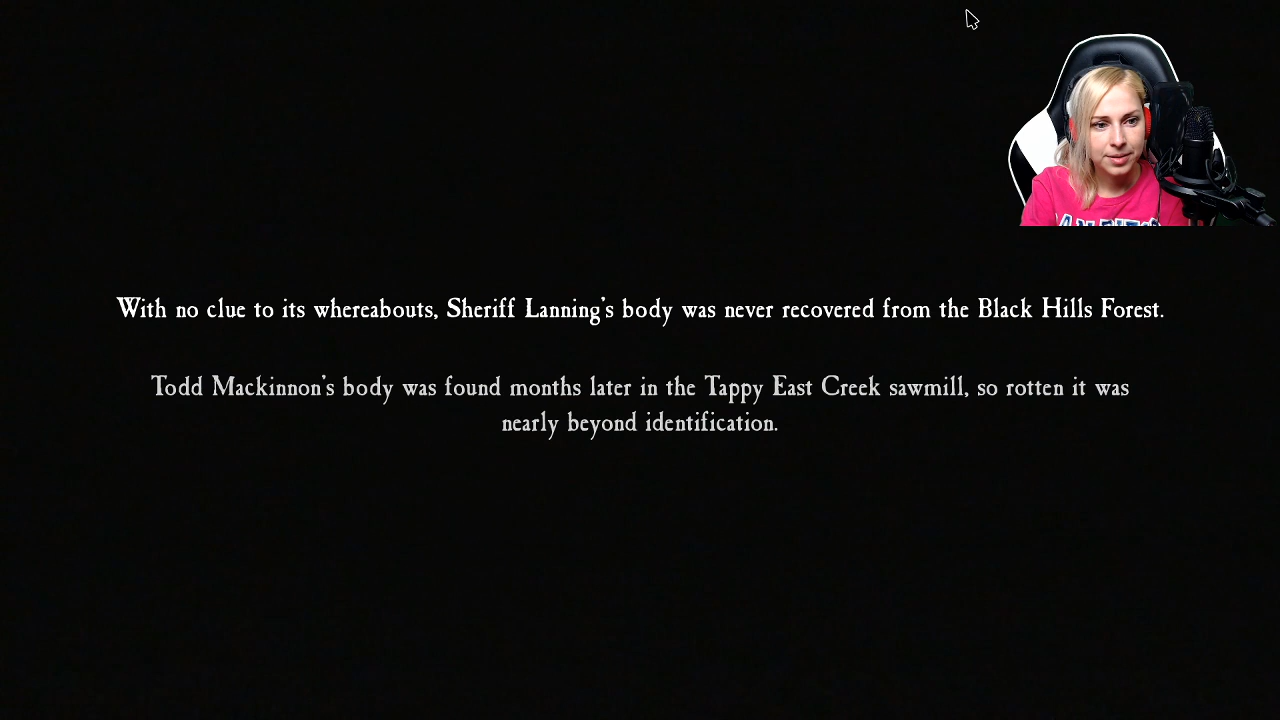 With no clue to its whereabouts, Sheriff Lanning's body was never recovered from the Black Hills Forest.
Todd Mackinnon's body was found months later in the Tappy East Creek sawmill, so rotten it was
nearly beyond identification.